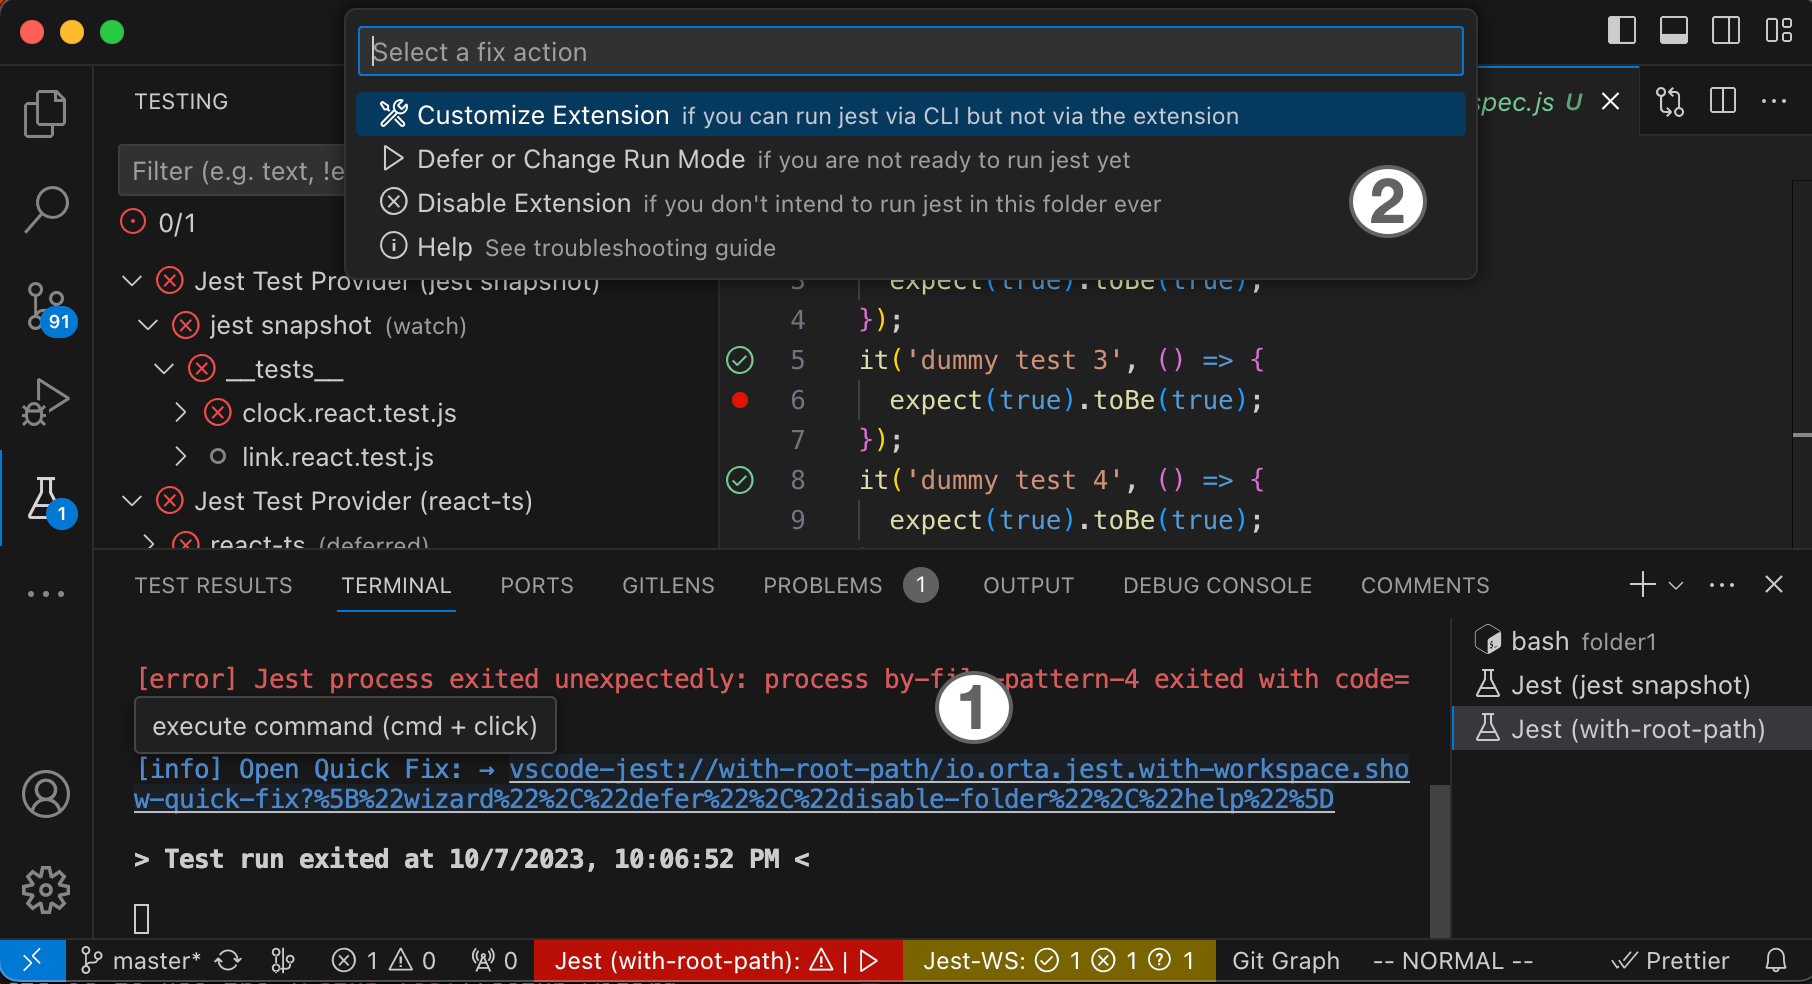 Select a fix action
Customize Extension if you can run jest via CLI but not via the extension
Defer or Change Run Mode if you are not ready to run jest yet
Disable Extension if you don't intend to run jest in this folder ever
Help See troubleshooting guide
2
spec.js U
TESTING
Filter (e.g. text, !e
0/1
Jest Test Provider (jest snapshot)
jest snapshot (watch)
__tests__
clock.react.test.js
link.react.test.js
Jest Test Provider (react-ts)
react-ts (deferred)
91
1
3 expect(true).toBe(true);
4 });
5 it('dummy test 3', () => {
6 expect(true).toBe(true);
7 });
8 it('dummy test 4', () => {
9 expect(true).toBe(true);
TEST RESULTS TERMINAL PORTS GITLENS PROBLEMS 1 OUTPUT DEBUG CONSOLE COMMENTS
[error] Jest process exited unexpectedly: process by-file-pattern-4 exited with code=
1
execute command (cmd + click)
[info] Open Quick Fix: → vscode-jest://with-root-path/io.orta.jest.with-workspace.sho
w-quick-fix?%5B%22wizard%22%2C%22defer%22%2C%22disable-folder%22%2C%22help%22%5D
> Test run exited at 10/7/2023, 10:06:52 PM <
bash folder1
Jest (jest snapshot)
Jest (with-root-path)
master* 1 0 0 Jest (with-root-path): | Jest-WS: 1 1 1 Git Graph -- NORMAL -- Prettier